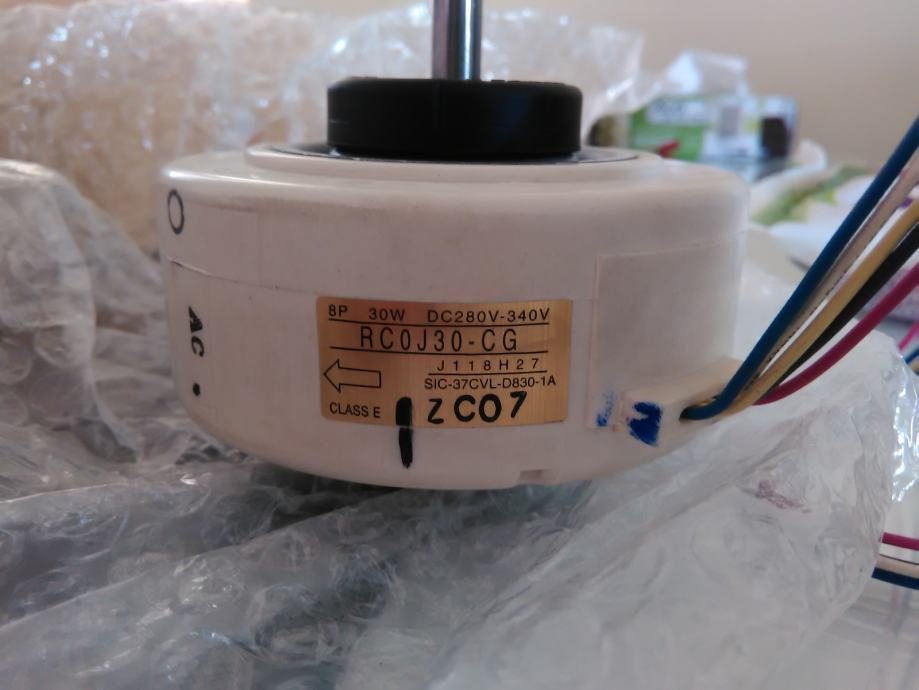 8P 30W DC280V-340V
RC0J30-CG
J118H27
SIC-37CVL-D830-1A
CLASS E
ZC07
AC